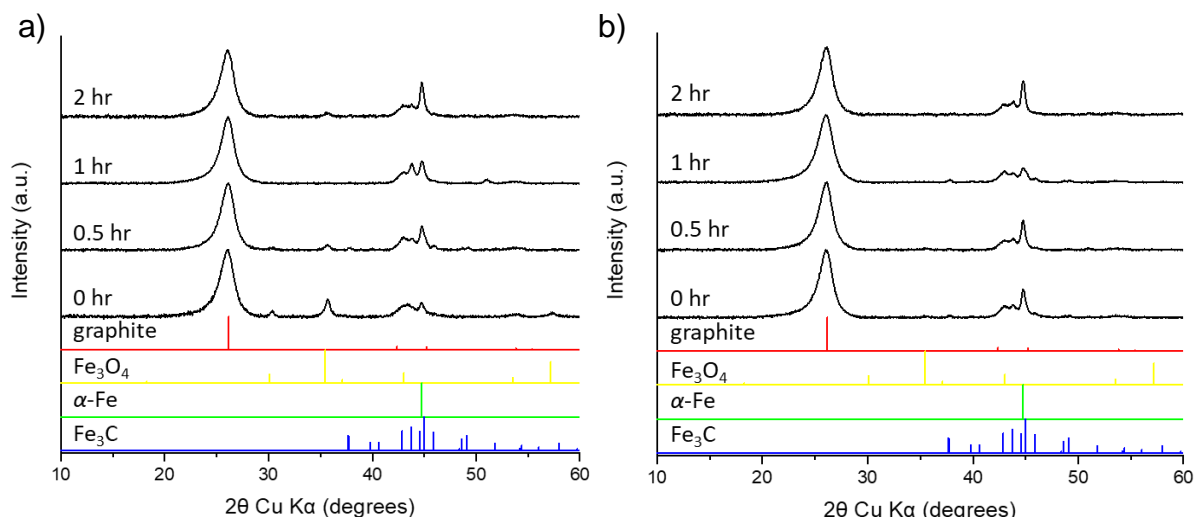 a)
Intensity (a.u.)
2 hr
1 hr
0.5 hr
0 hr
graphite
Fe₃O₄
α-Fe
Fe₃C
10 20 30 40 50 60
2θ Cu Kα (degrees)
b)
Intensity (a.u.)
2 hr
1 hr
0.5 hr
0 hr
graphite
Fe₃O₄
α-Fe
Fe₃C
10 20 30 40 50 60
2θ Cu Kα (degrees)